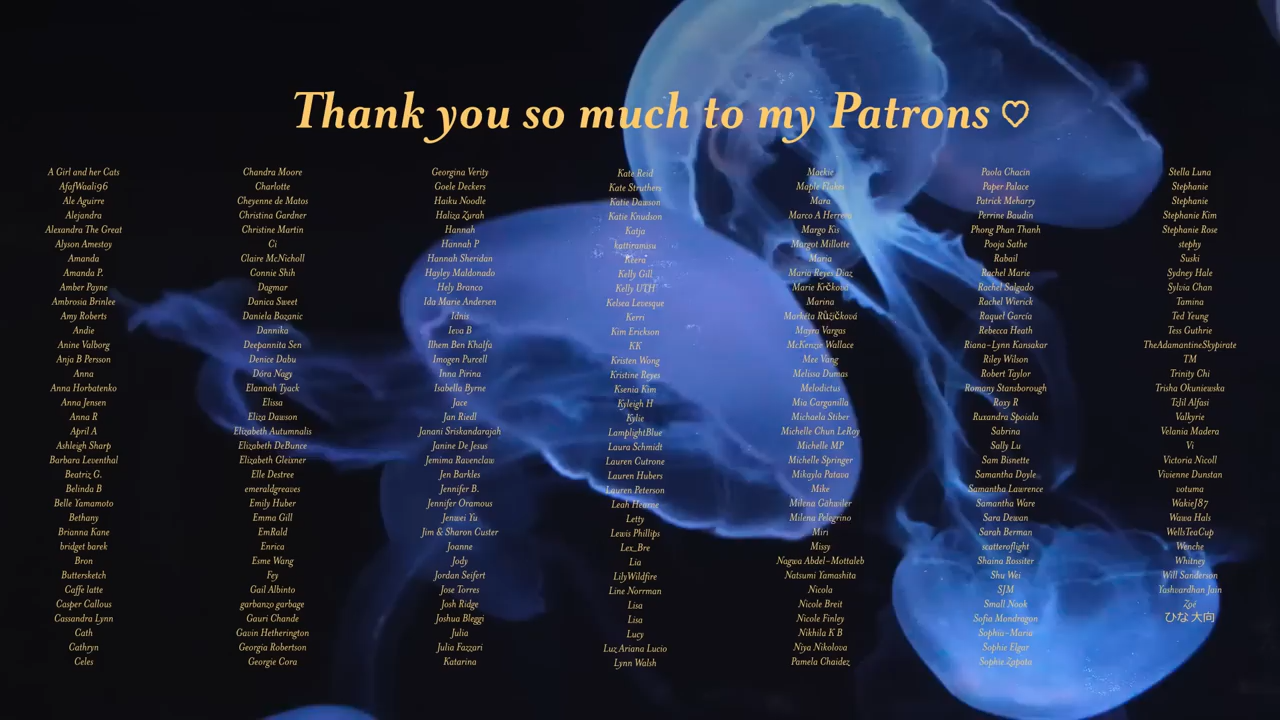 Thank you so much to my Patrons ♡
A Girl and her Cats
AfafWaali96
Ale Aguirre
Alejandra
Alexandra The Great
Alyson Amestoy
Amanda
Amanda P.
Amber Payne
Ambrosia Brinlee
Amy Roberts
Andie
Anine Valborg
Anja B Persson
Anna
Anna Horbatenko
Anna Jensen
Anna R
April A
Ashleigh Sharp
Barbara Leventhal
Beatriz G.
Belinda B
Belle Yamamoto
Bethany
Brianna Kane
bridget barek
Bron
Buttersketch
Caffe latte
Casper Callous
Cassandra Lynn
Cath
Cathryn
Celes
Chandra Moore
Charlotte
Cheyenne de Matos
Christina Gardner
Christine Martin
Ci
Claire McNicholl
Connie Shih
Dagmar
Danica Sweet
Daniela Bozanic
Dannika
Deepannita Sen
Denice Dabu
Dóra Nagy
Elannah Tyack
Elissa
Eliza Dawson
Elizabeth Autumnalis
Elizabeth DeBunce
Elizabeth Gleixner
Elle Destree
emeraldgreaves
Emily Huber
Emma Gill
EmRald
Enrica
Esme Wang
Fey
Gail Albinto
garbanzo garbage
Gauri Chande
Gavin Hetherington
Georgia Robertson
Georgie Cora
Georgina Verity
Goele Deckers
Haiku Noodle
Haliza Zurah
Hannah
Hannah P
Hannah Sheridan
Hayley Maldonado
Hely Branco
Ida Marie Andersen
Idnis
Ieva B
Ilhem Ben Khalfa
Imogen Purcell
Inna Pirina
Isabella Byrne
Jace
Jan Riedl
Janani Sriskandarajah
Janine De Jesus
Jemima Ravenclaw
Jen Barkles
Jennifer B.
Jennifer Oramous
Jenwei Yu
Jim & Sharon Custer
Joanne
Jody
Jordan Seifert
Jose Torres
Josh Ridge
Joshua Bleggi
Julia
Julia Fazzari
Katarina
Kate Reid
Kate Struthers
Katie Dawson
Katie Knudson
Katja
kattiramisu
Keera
Kelly Gill
Kelly UTH
Kelsea Levesque
Kerri
Kim Erickson
KK
Kristen Wong
Kristine Reyes
Ksenia Kim
Kyleigh H
Kylie
LamplightBlue
Laura Schmidt
Lauren Cutrone
Lauren Hubers
Lauren Peterson
Leah Hearne
Letty
Lewis Phillips
Lex_Bre
Lia
LilyWildfire
Line Norrman
Lisa
Lisa
Lucy
Luz Ariana Lucio
Lynn Walsh
Mackie
Maple Flykes
Mara
Marco A Herrera
Margo Kis
Margot Millotte
Maria
Maria Reyes Diaz
Marie Krčková
Marina
Markéta Růžičková
Mayra Vargas
McKenzie Wallace
Mee Vang
Melissa Dumas
Melodictus
Mia Carganilla
Michaela Stiber
Michelle Chun LeRoy
Michelle MP
Michelle Springer
Mikayla Patava
Mike
Milena Gähwiler
Milena Pelegrino
Miri
Missy
Nagwa Abdel-Mottaleb
Natsumi Yamashita
Nicola
Nicole Breit
Nicole Finley
Nikhila K B
Niya Nikolova
Pamela Chaidez
Paola Chacin
Paper Palace
Patrick Meharry
Perrine Baudin
Phong Phan Thanh
Pooja Sathe
Rabail
Rachel Marie
Rachel Salgado
Rachel Wierick
Raquel García
Rebecca Heath
Riana-Lynn Kansakar
Riley Wilson
Robert Taylor
Romany Stansborough
Roxy R
Ruxandra Spoiala
Sabrina
Sally Lu
Sam Bisnette
Samantha Doyle
Samantha Lawrence
Samantha Ware
Sara Dewan
Sarah Berman
scatteroflight
Shaina Rossiter
Shu Wei
SJM
Small Nook
Sofia Mondragon
Sophia-Maria
Sophie Elgar
Sophie Zapata
Stella Luna
Stephanie
Stephanie
Stephanie Kim
Stephanie Rose
stephy
Suski
Sydney Hale
Sylvia Chan
Tamina
Ted Yeung
Tess Guthrie
TheAdamantineSkypirate
TM
Trinity Chi
Trisha Okuniewska
Tzlil Alfasi
Valkyrie
Velania Madera
Vi
Victoria Nicoll
Vivienne Dunstan
votuma
WakieJ87
Wawa Hals
WellsTeaCup
Wenche
Whitney
Will Sanderson
Yashvardhan Jain
Zoé
ひな 大向